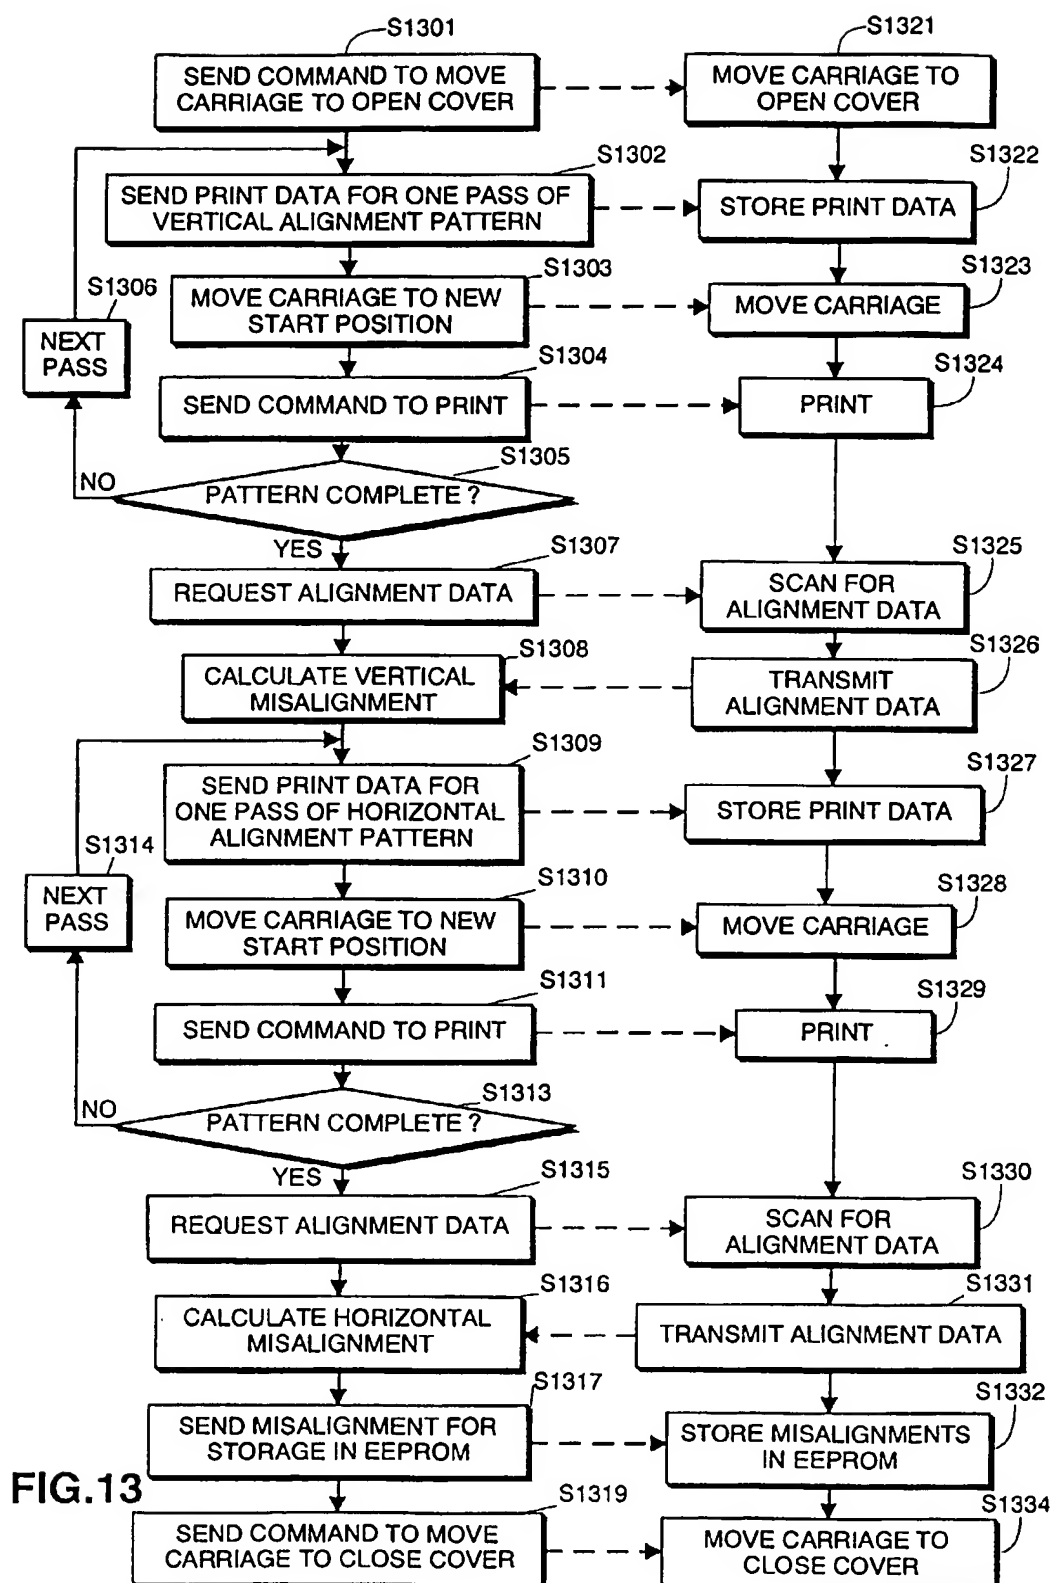 S1301
S1321
SEND COMMAND TO MOVE
CARRIAGE TO OPEN COVER
MOVE CARRIAGE TO
OPEN COVER
S1302
S1322
SEND PRINT DATA FOR ONE PASS OF
VERTICAL ALIGNMENT PATTERN
STORE PRINT DATA
S1303
S1323
S1306
MOVE CARRIAGE TO NEW
START POSITION
MOVE CARRIAGE
NEXT
PASS
S1304
S1324
SEND COMMAND TO PRINT
PRINT
S1305
NO
PATTERN COMPLETE ?
YES
S1307
S1325
REQUEST ALIGNMENT DATA
SCAN FOR
ALIGNMENT DATA
S1308
S1326
CALCULATE VERTICAL
MISALIGNMENT
TRANSMIT
ALIGNMENT DATA
S1309
S1327
SEND PRINT DATA FOR
ONE PASS OF HORIZONTAL
ALIGNMENT PATTERN
STORE PRINT DATA
S1314
NEXT
PASS
S1310
S1328
MOVE CARRIAGE TO NEW
START POSITION
MOVE CARRIAGE
S1311
S1329
SEND COMMAND TO PRINT
PRINT
S1313
NO
PATTERN COMPLETE ?
YES
S1315
S1330
REQUEST ALIGNMENT DATA
SCAN FOR
ALIGNMENT DATA
S1316
S1331
CALCULATE HORIZONTAL
MISALIGNMENT
TRANSMIT ALIGNMENT DATA
S1317
S1332
SEND MISALIGNMENT FOR
STORAGE IN EEPROM
STORE MISALIGNMENTS
IN EEPROM
FIG.13
S1319
S1334
SEND COMMAND TO MOVE
CARRIAGE TO CLOSE COVER
MOVE CARRIAGE TO
CLOSE COVER